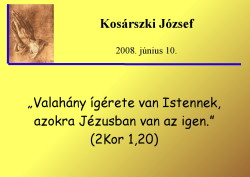 Kosárszki József
2008. június 10.
„Valahány ígérete van Istennek,
azokra Jézusban van az igen.”
(2Kor 1,20)